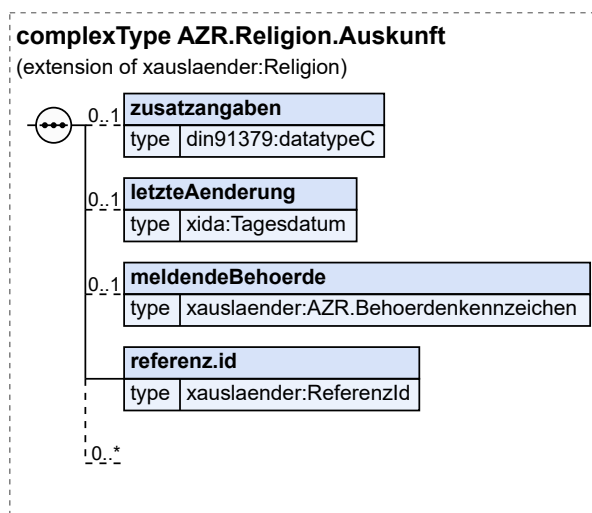 complexType AZR.Religion.Auskunft
(extension of xauslaender:Religion)
0..1 zusatzangaben
type din91379:datatypeC
0..1 letzteAenderung
type xida:Tagesdatum
0..1 meldendeBehoerde
type xauslaender:AZR.Behoerdenkennzeichen
referenz.id
type xauslaender:ReferenzId
0..*